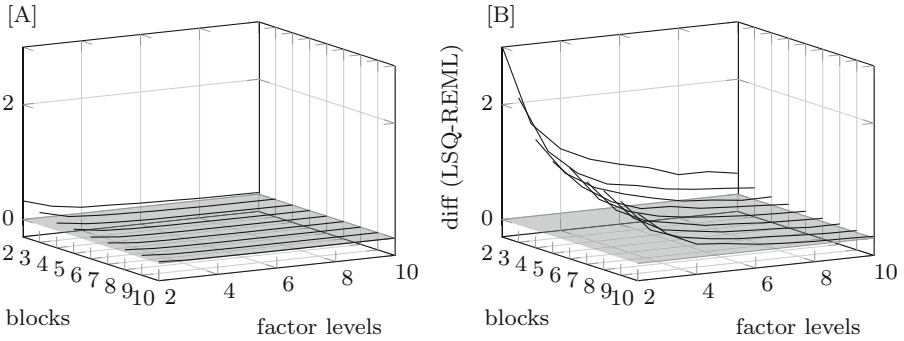 [A]
[B]
2
0
2 3 4 5 6 7 8 9 10
2 4 6 8 10
blocks
factor levels
diff (LSQ-REML)
2
0
2 3 4 5 6 7 8 9 10
2 4 6 8 10
blocks
factor levels